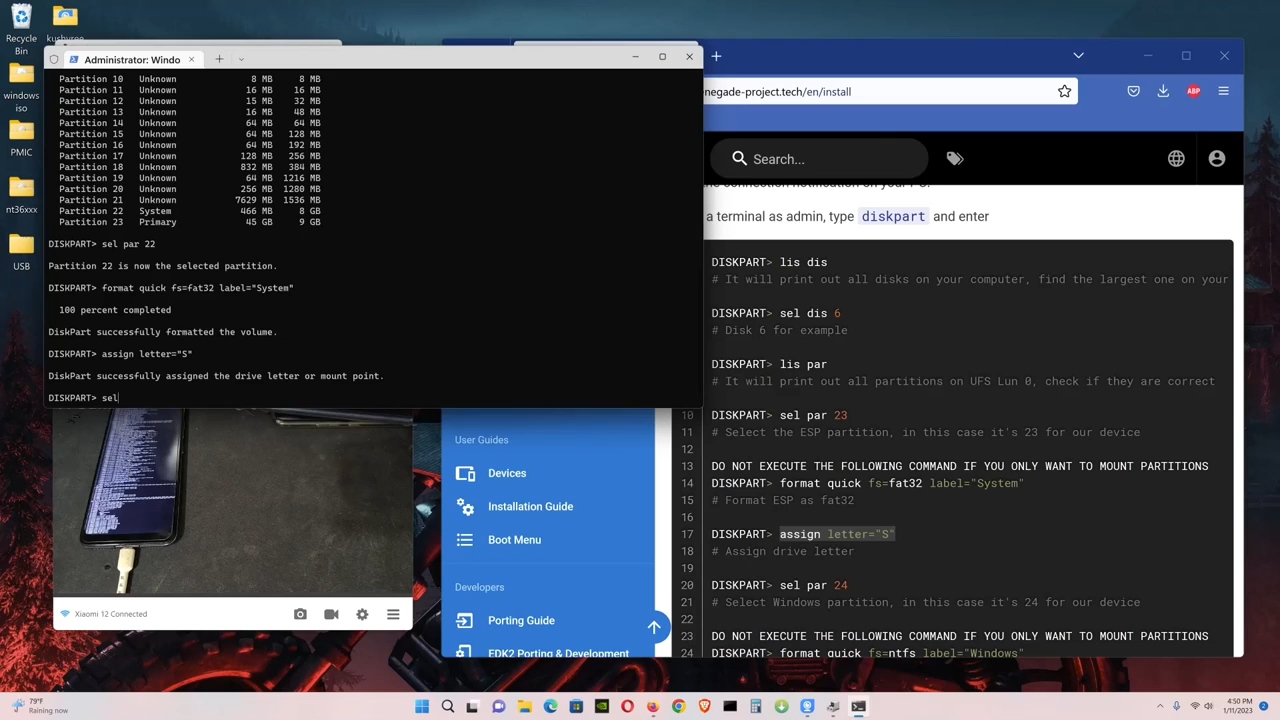 Recycle
Bin
kushyree
windows
iso
PMIC
nt36xxx
USB
Administrator: Windo
Partition 10 Unknown 8 MB 8 MB
Partition 11 Unknown 16 MB 16 MB
Partition 12 Unknown 15 MB 32 MB
Partition 13 Unknown 16 MB 48 MB
Partition 14 Unknown 64 MB 64 MB
Partition 15 Unknown 64 MB 128 MB
Partition 16 Unknown 64 MB 192 MB
Partition 17 Unknown 128 MB 256 MB
Partition 18 Unknown 832 MB 384 MB
Partition 19 Unknown 64 MB 1216 MB
Partition 20 Unknown 256 MB 1280 MB
Partition 21 Unknown 7629 MB 1536 MB
Partition 22 System 466 MB 8 GB
Partition 23 Primary 45 GB 9 GB
DISKPART> sel par 22
Partition 22 is now the selected partition.
DISKPART> format quick fs=fat32 label="System"
100 percent completed
DiskPart successfully formatted the volume.
DISKPART> assign letter="S"
DiskPart successfully assigned the drive letter or mount point.
DISKPART> sel
enegade-project.tech/en/install
ABP
Search...
a terminal as admin, type diskpart and enter
DISKPART> lis dis
# It will print out all disks on your computer, find the largest one on your
DISKPART> sel dis 6
# Disk 6 for example
DISKPART> lis par
# It will print out all partitions on UFS Lun 0, check if they are correct
10 DISKPART> sel par 23
11 # Select the ESP partition, in this case it's 23 for our device
12
13 DO NOT EXECUTE THE FOLLOWING COMMAND IF YOU ONLY WANT TO MOUNT PARTITIONS
14 DISKPART> format quick fs=fat32 label="System"
15 # Format ESP as fat32
16
17 DISKPART> assign letter="S"
18 # Assign drive letter
19
20 DISKPART> sel par 24
21 # Select Windows partition, in this case it's 24 for our device
22
23 DO NOT EXECUTE THE FOLLOWING COMMAND IF YOU ONLY WANT TO MOUNT PARTITIONS
24 DISKPART> format quick fs=ntfs label="Windows"
User Guides
Devices
Installation Guide
Boot Menu
Developers
Porting Guide
EDK2 Porting & Development
Xiaomi 12 Connected
79°F
Raining now
4:50 PM
1/11/2023